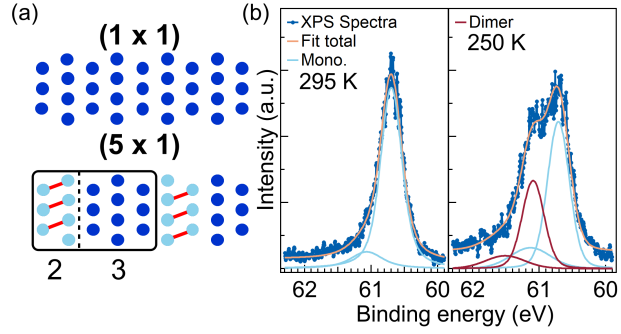 (a)
(1 x 1)
(5 x 1)
2 3
(b)
XPS Spectra
Fit total
Mono.
295 K
Dimer
250 K
Intensity (a.u.)
62 61 60 62 61 60
Binding energy (eV)